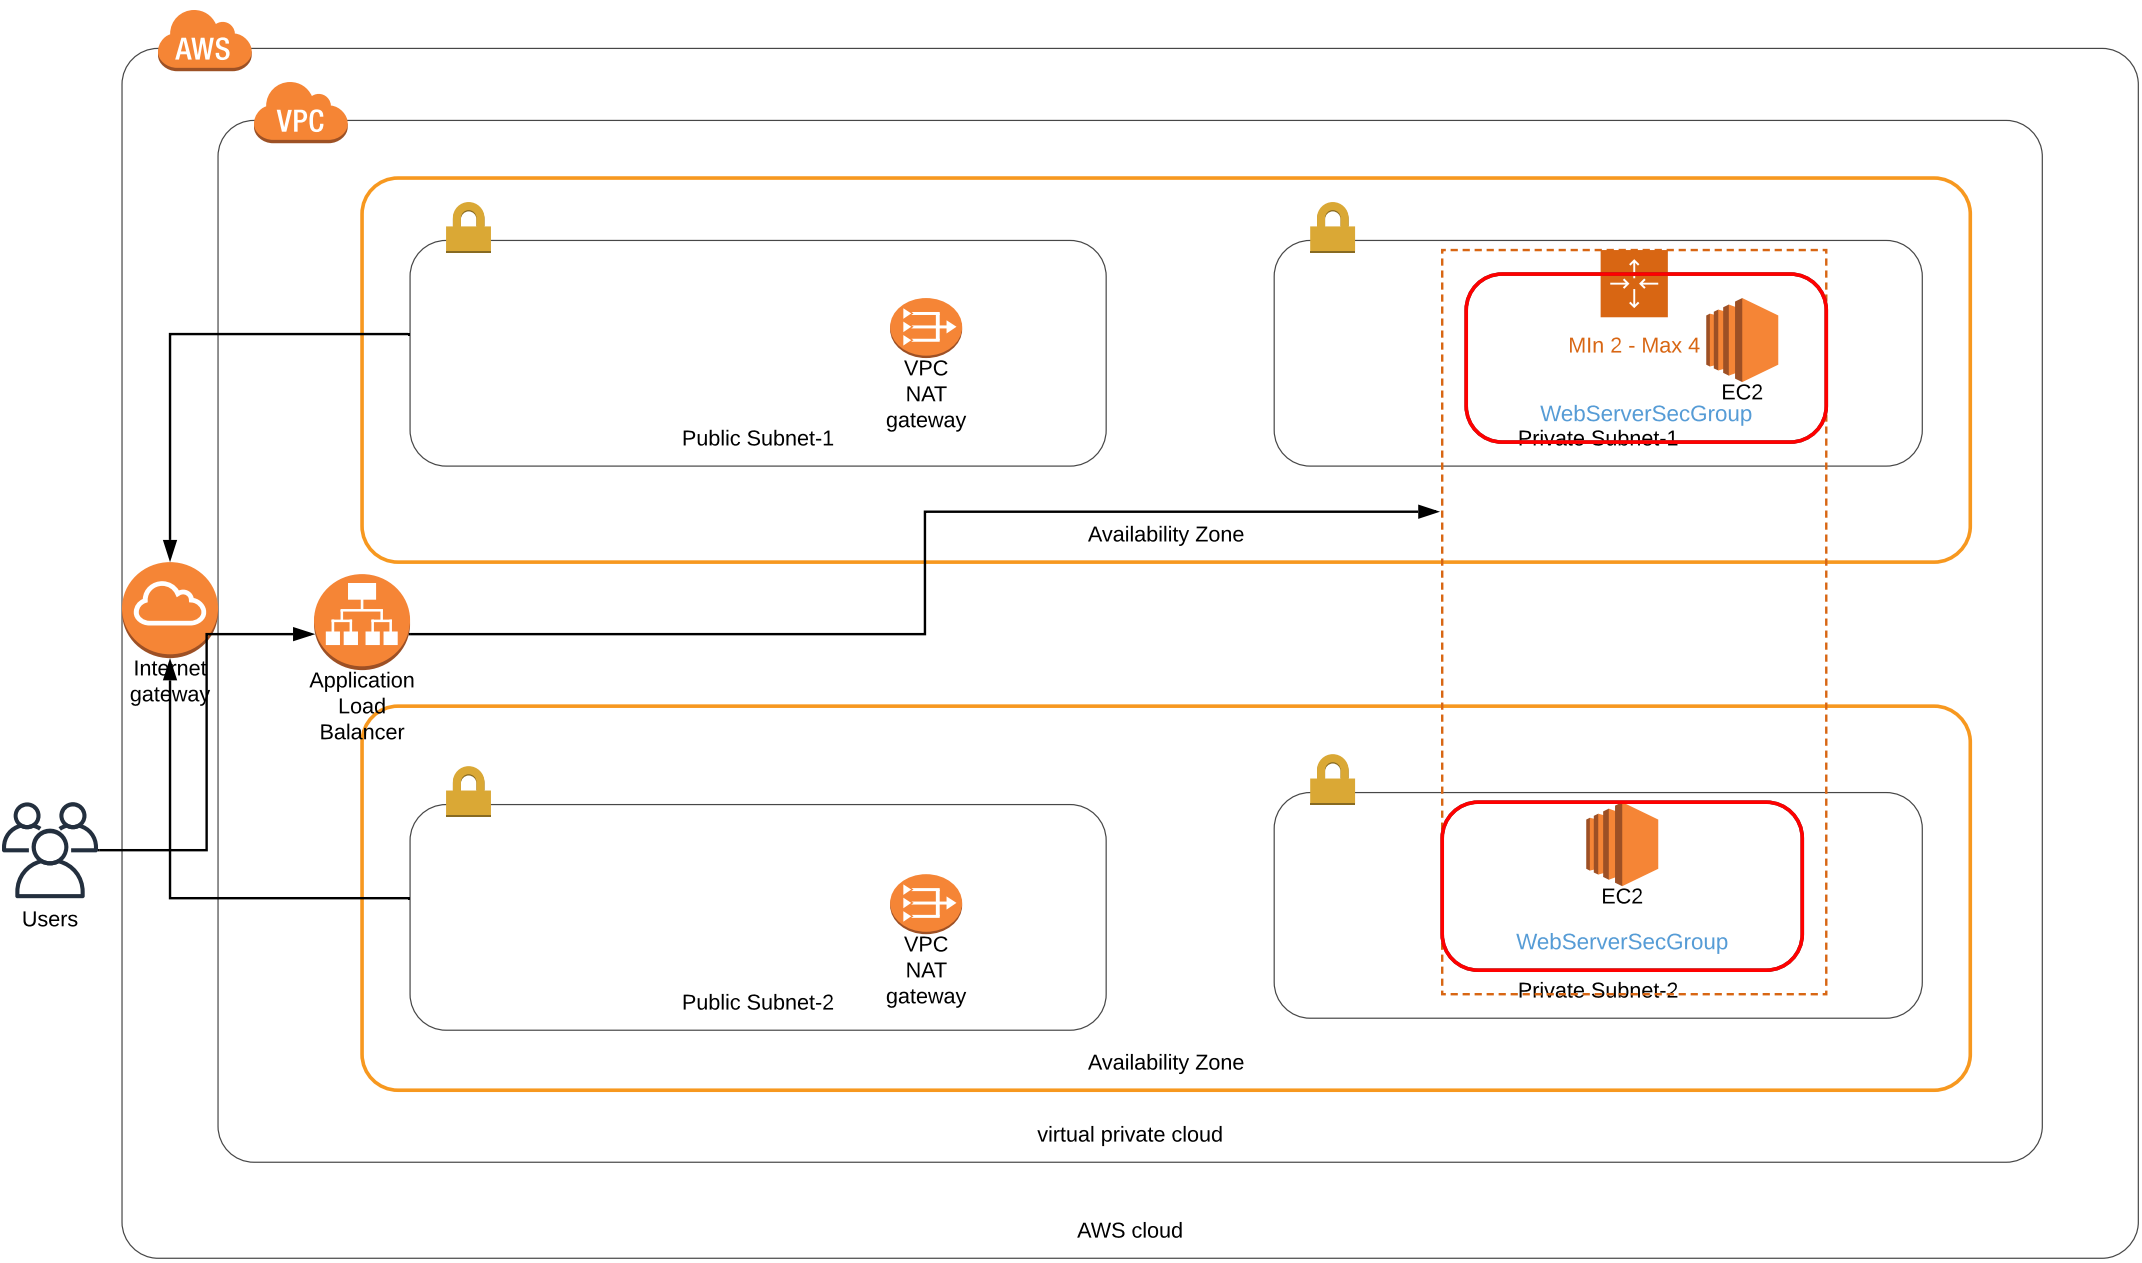 AWS
VPC
VPC
NAT
gateway
Public Subnet-1
MIn 2 - Max 4
EC2
WebServerSecGroup
Private Subnet-1
Availability Zone
Internet
gateway
Application
Load
Balancer
Users
VPC
NAT
gateway
Public Subnet-2
EC2
WebServerSecGroup
Private Subnet-2
Availability Zone
virtual private cloud
AWS cloud